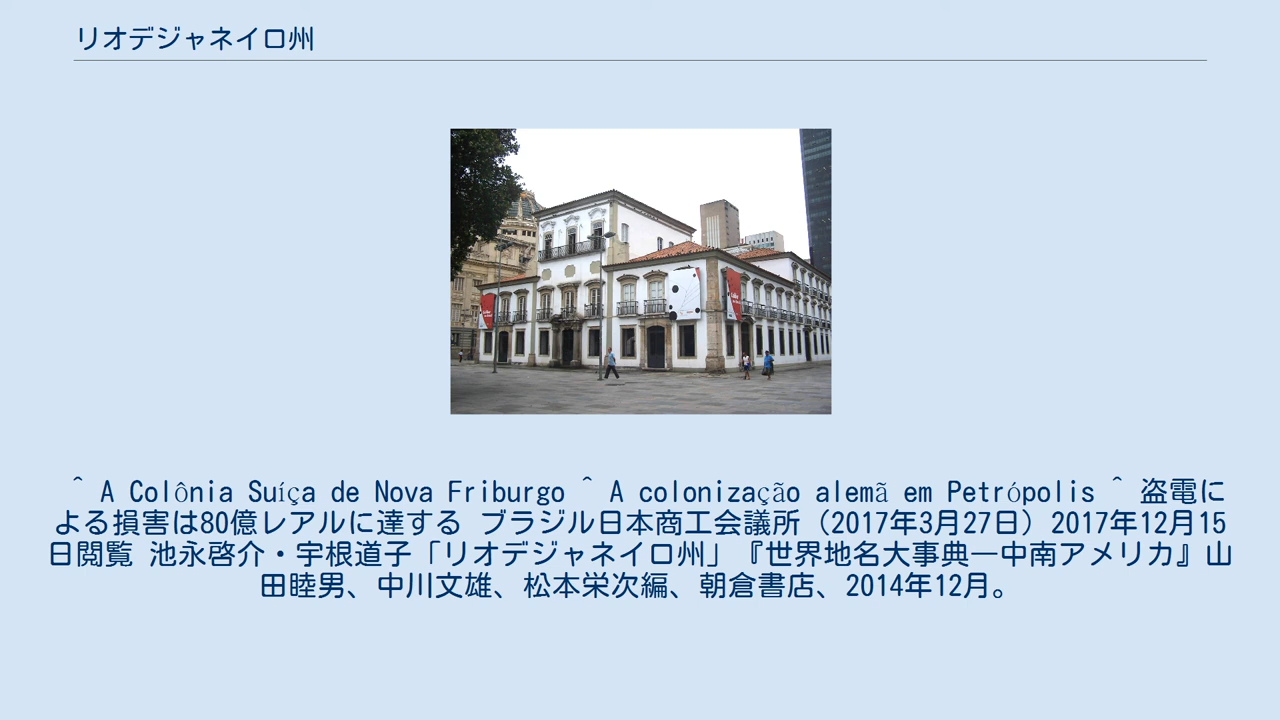 リオデジャネイロ州
^ A Colônia Suíça de Nova Friburgo ^ A colonização alemã em Petrópolis ^ 盗電に
よる損害は80億レアルに達する ブラジル日本商工会議所（2017年3月27日）2017年12月15
日閲覧 池永啓介・宇根道子「リオデジャネイロ州」『世界地名大事典―中南アメリカ』山
田睦男、中川文雄、松本栄次編、朝倉書店、2014年12月。